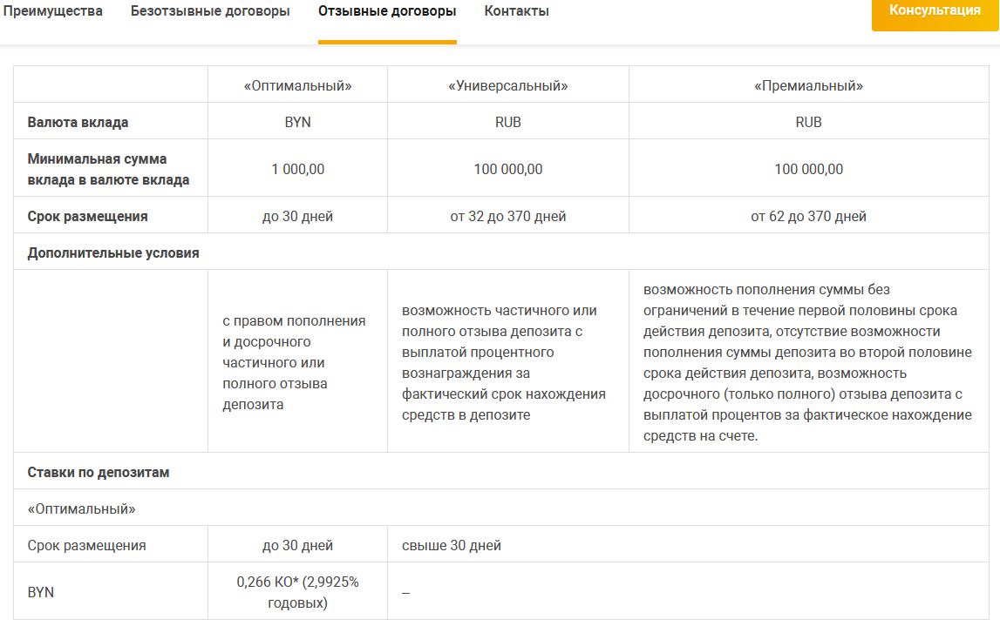 Преимущества Безотзывные договоры Отзывные договоры Контакты Консультация
«Оптимальный» «Универсальный» «Премиальный»
Валюта вклада BYN RUB RUB
Минимальная сумма
вклада в валюте вклада
1 000,00 100 000,00 100 000,00
Срок размещения до 30 дней от 32 до 370 дней от 62 до 370 дней
Дополнительные условия
с правом пополнения
и досрочного
частичного или
полного отзыва
депозита
возможность частичного или
полного отзыва депозита с
выплатой процентного
вознаграждения за
фактический срок нахождения
средств в депозите
возможность пополнения суммы без
ограничений в течение первой половины срока
действия депозита, отсутствие возможности
пополнения суммы депозита во второй половине
срока действия депозита, возможность
досрочного (только полного) отзыва депозита с
выплатой процентов за фактическое нахождение
средств на счете.
Ставки по депозитам
«Оптимальный»
Срок размещения до 30 дней свыше 30 дней
BYN
0,266 КО* (2,9925%
годовых)
–